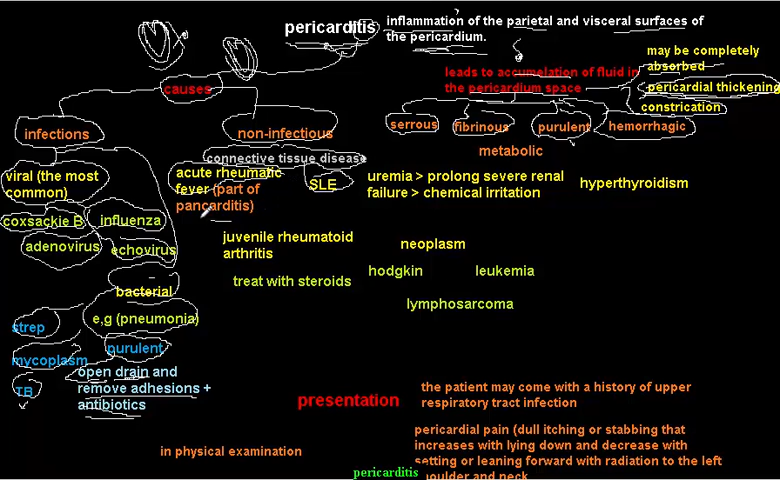 pericarditis
inflammation of the parietal and visceral surfaces of
the pericardium.
leads to accumelation of fluid in
the pericardium space
may be completely
absorbed
pericardial thickening
constrication
causes
serrous
fibrinous
purulent
hemorrhagic
infections
non-infectious
metabolic
connective tissue disease
viral (the most
common)
acute rheumatic
fever (part of
pancarditis)
SLE
uremia > prolong severe renal
failure > chemical irritation
hyperthyroidism
coxsackie B
influenza
adenovirus
echovirus
juvenile rheumatoid
arthritis
neoplasm
treat with steroids
hodgkin
leukemia
bacterial
lymphosarcoma
e,g (pneumonia)
strep
purulent
mycoplasm
open drain and
remove adhesions +
antibiotics
TB
presentation
the patient may come with a history of upper
respiratory tract infection
in physical examination
pericardial pain (dull itching or stabbing that
increases with lying down and decrease with
setting or leaning forward with radiation to the left
shoulder and neck
pericarditis